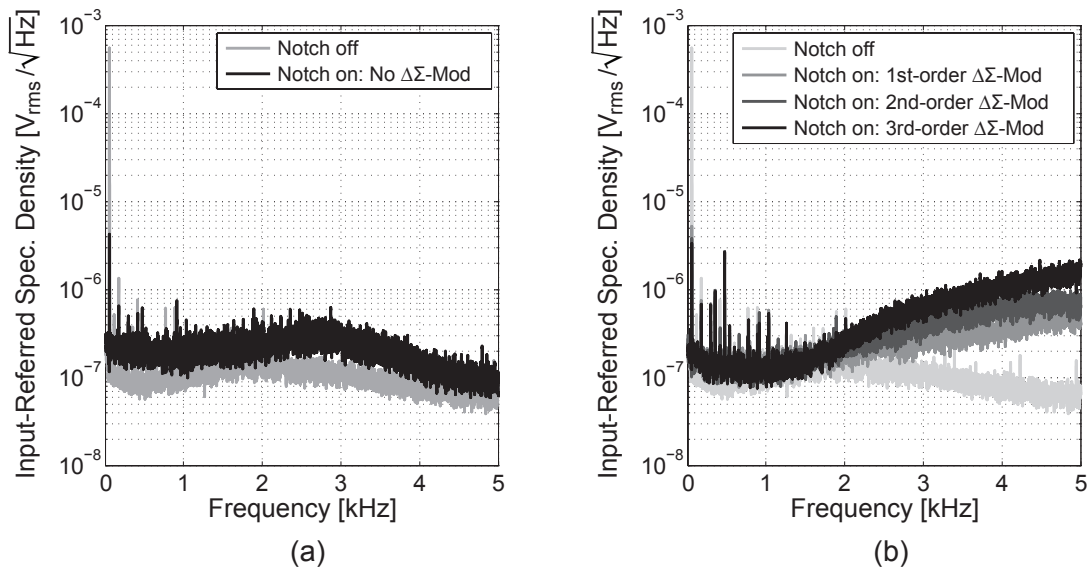 Input-Referred Spec. Density [Vrms/√Hz]
10⁻³
10⁻⁴
10⁻⁵
10⁻⁶
10⁻⁷
10⁻⁸
Notch off
Notch on: No ΔΣ-Mod
0 1 2 3 4 5
Frequency [kHz]
(a)
Input-Referred Spec. Density [Vrms/√Hz]
10⁻³
10⁻⁴
10⁻⁵
10⁻⁶
10⁻⁷
10⁻⁸
Notch off
Notch on: 1st-order ΔΣ-Mod
Notch on: 2nd-order ΔΣ-Mod
Notch on: 3rd-order ΔΣ-Mod
0 1 2 3 4 5
Frequency [kHz]
(b)